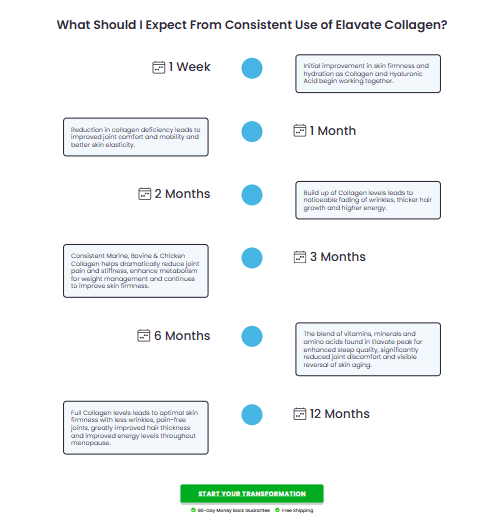 What Should I Expect From Consistent Use of Elavate Collagen?
1 Week
Initial improvement in skin firmness and
hydration as Collagen and Hyaluronic
Acid begin working together.
1 Month
Reduction in collagen deficiency leads to
improved joint comfort and mobility and
better skin elasticity.
2 Months
Build up of Collagen levels leads to
noticeable fading of wrinkles, thicker hair
growth and higher energy.
3 Months
Consistent Marine, Bovine & Chicken
Collagen helps dramatically reduce joint
pain and stiffness, enhance metabolism
for weight management and continues
to improve skin firmness.
6 Months
The blend of vitamins, minerals and
amino acids found in Elavate peak for
enhanced sleep quality, significantly
reduced joint discomfort and visible
reversal of skin aging.
12 Months
Full Collagen levels leads to optimal skin
firmness with less wrinkles, pain-free
joints, greatly improved hair thickness
and improved energy levels throughout
menopause.
START YOUR TRANSFORMATION
90-Day Money Back Guarantee Free Shipping